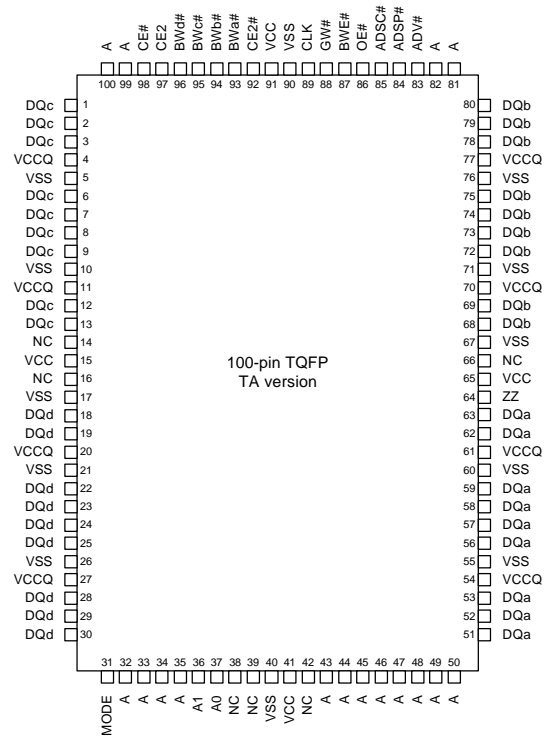 A A CE# CE2 BWd# BWc# BWb# BWa# CE2# VCC VSS CLK GW# BWE# OE# ADSC# ADSP# ADV# A A
100 99 98 97 96 95 94 93 92 91 90 89 88 87 86 85 84 83 82 81
DQc 1 80 DQb
DQc 2 79 DQb
DQc 3 78 DQb
VCCQ 4 77 VCCQ
VSS 5 76 VSS
DQc 6 75 DQb
DQc 7 74 DQb
DQc 8 73 DQb
DQc 9 72 DQb
VSS 10 71 VSS
VCCQ 11 70 VCCQ
DQc 12 69 DQb
DQc 13 68 DQb
NC 14 67 VSS
VCC 15 66 NC
NC 16 65 VCC
VSS 17 64 ZZ
DQd 18 63 DQa
DQd 19 62 DQa
VCCQ 20 61 VCCQ
VSS 21 60 VSS
DQd 22 59 DQa
DQd 23 58 DQa
DQd 24 57 DQa
DQd 25 56 DQa
VSS 26 55 VSS
VCCQ 27 54 VCCQ
DQd 28 53 DQa
DQd 29 52 DQa
DQd 30 51 DQa
100-pin TQFP
TA version
31 32 33 34 35 36 37 38 39 40 41 42 43 44 45 46 47 48 49 50
MODE A A A A A1 A0 NC NC VSS VCC NC A A A A A A A A